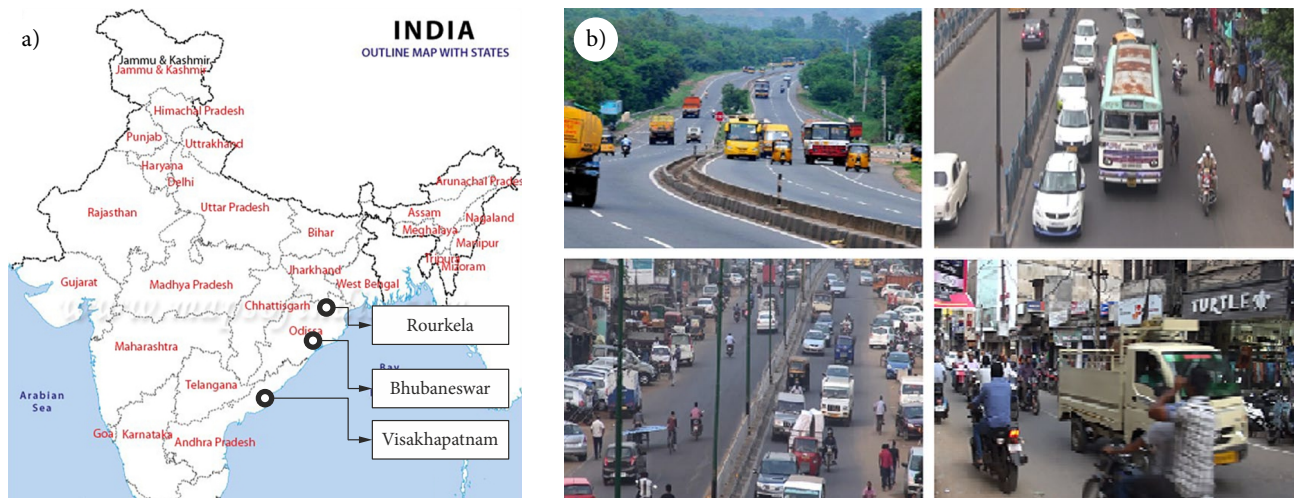 a)
INDIA
OUTLINE MAP WITH STATES
Jammu & Kashmir
Jammu & Kashmir
Himachal Pradesh
Punjab
Uttrakhand
Haryana
Delhi
Rajasthan
Uttar Pradesh
Bihar
Arunachal Prades
Assam
Nagaland
Meghalaya
Manipur
Tripura
Mizoram
Gujarat
Madhya Pradesh
Jharkhand
West Bengal
Chhattisgarh
Odissa
Maharashtra
Telangana
Goa
Karnataka
Andhra Pradesh
Arabian
Sea
Bay
Rourkela
Bhubaneswar
Visakhapatnam
b)
TURTLE